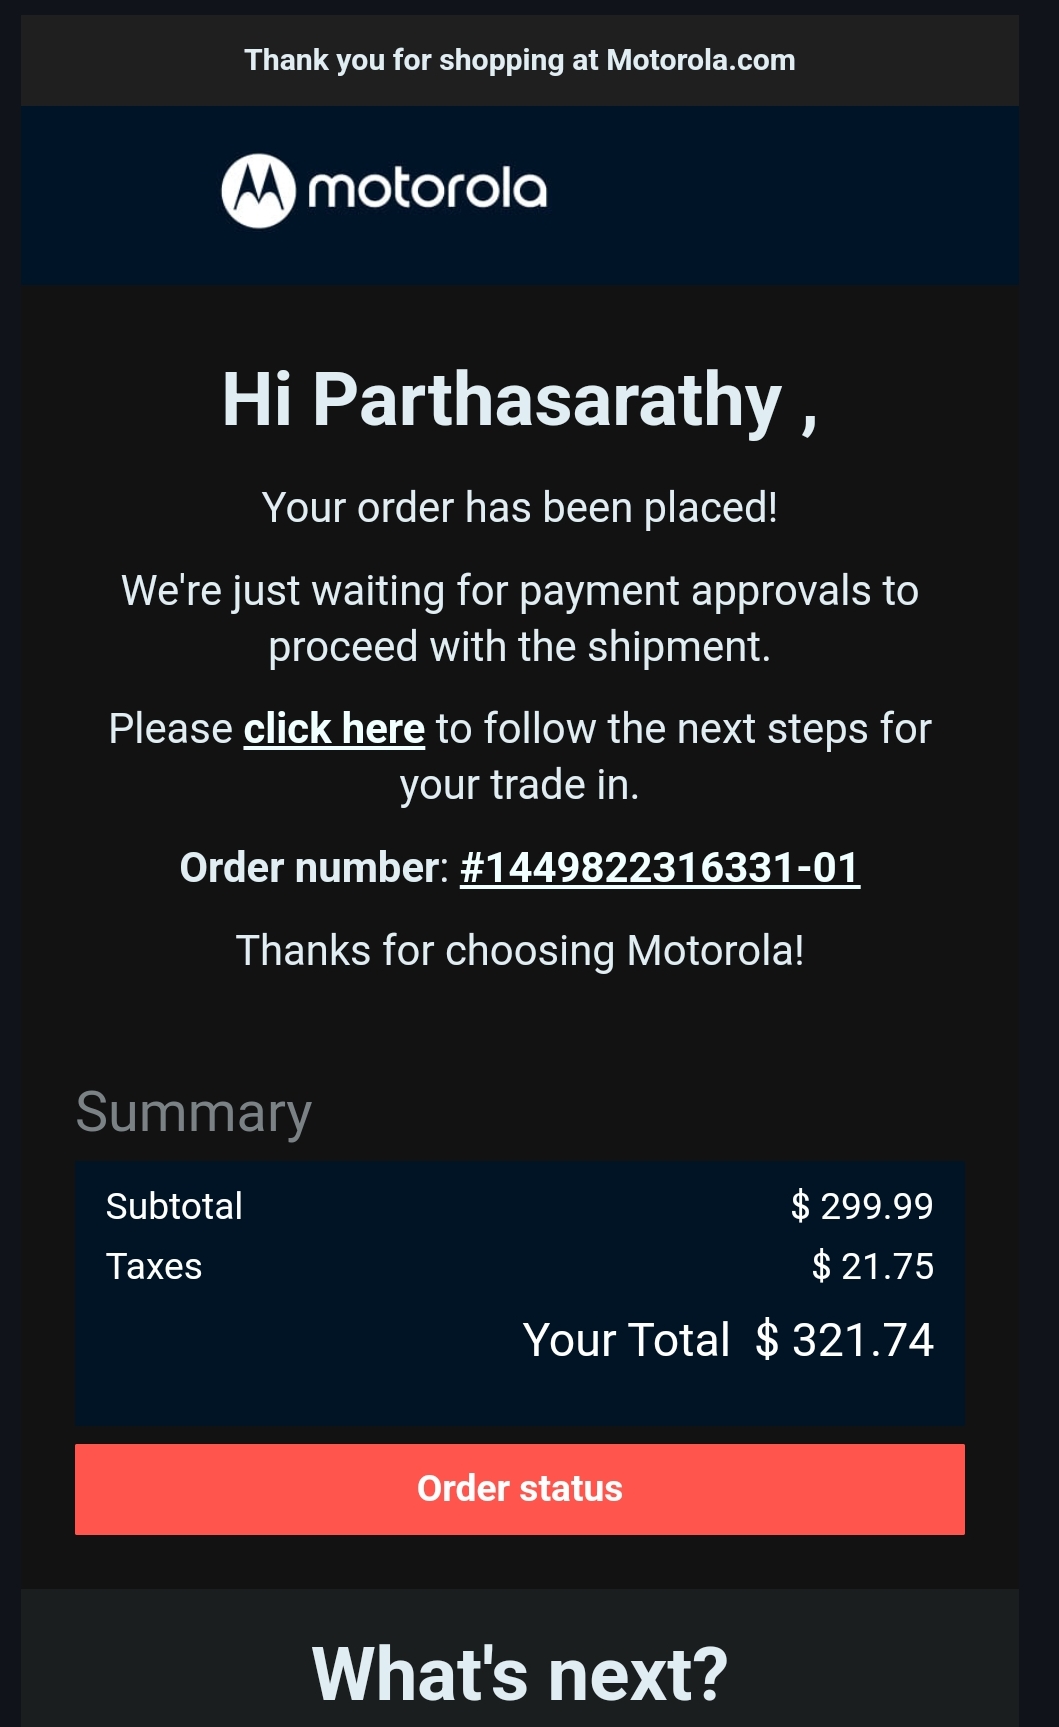 Thank you for shopping at Motorola.com
motorola
Hi Parthasarathy ,
Your order has been placed!
We're just waiting for payment approvals to
proceed with the shipment.
Please click here to follow the next steps for
your trade in.
Order number: #1449822316331-01
Thanks for choosing Motorola!
Summary
Subtotal $ 299.99
Taxes $ 21.75
Your Total $ 321.74
Order status
What's next?